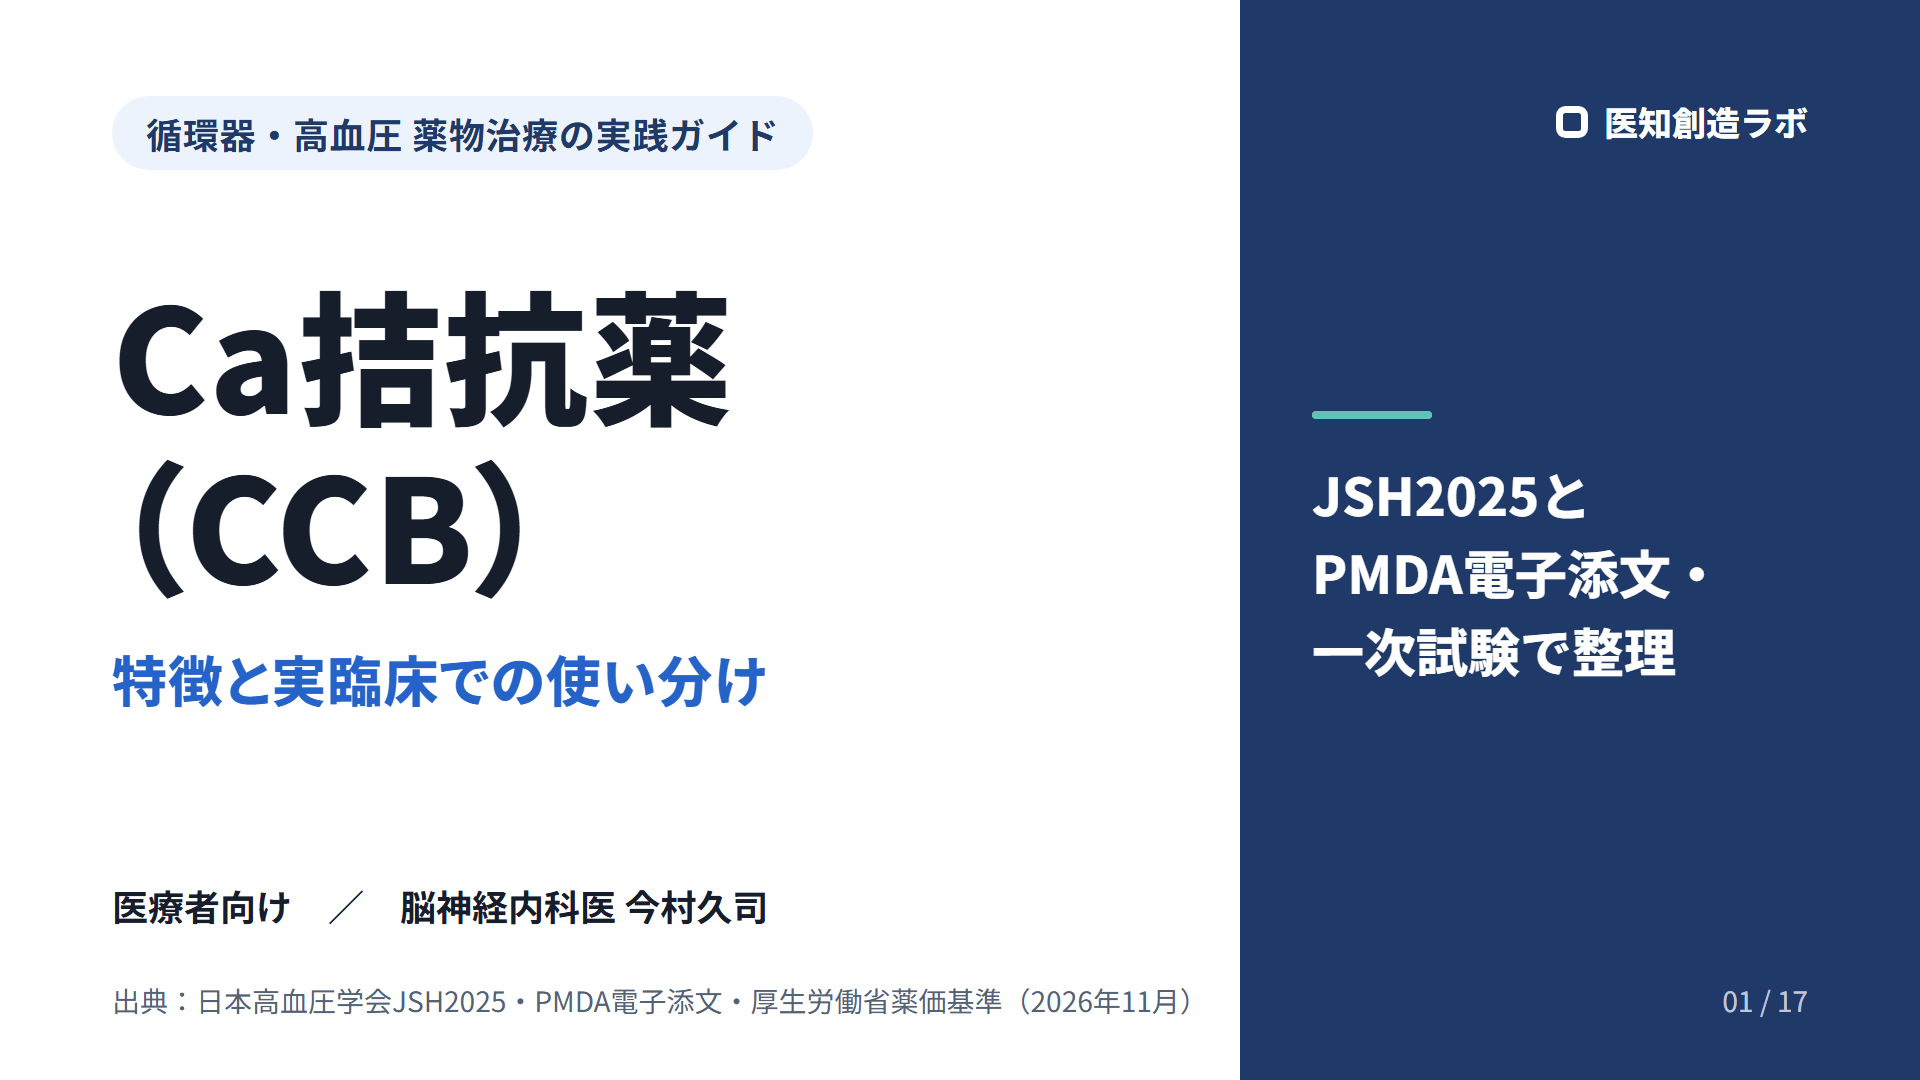 循環器・高血圧 薬物治療の実践ガイド
Ca拮抗薬
（CCB）
特徴と実臨床での使い分け
医療者向け　／　脳神経内科医 今村久司
出典：日本高血圧学会JSH2025・PMDA電子添文・厚生労働省薬価基準（2026年11月）
医知創造ラボ
JSH2025と
PMDA電子添文・
一次試験で整理
01 / 17